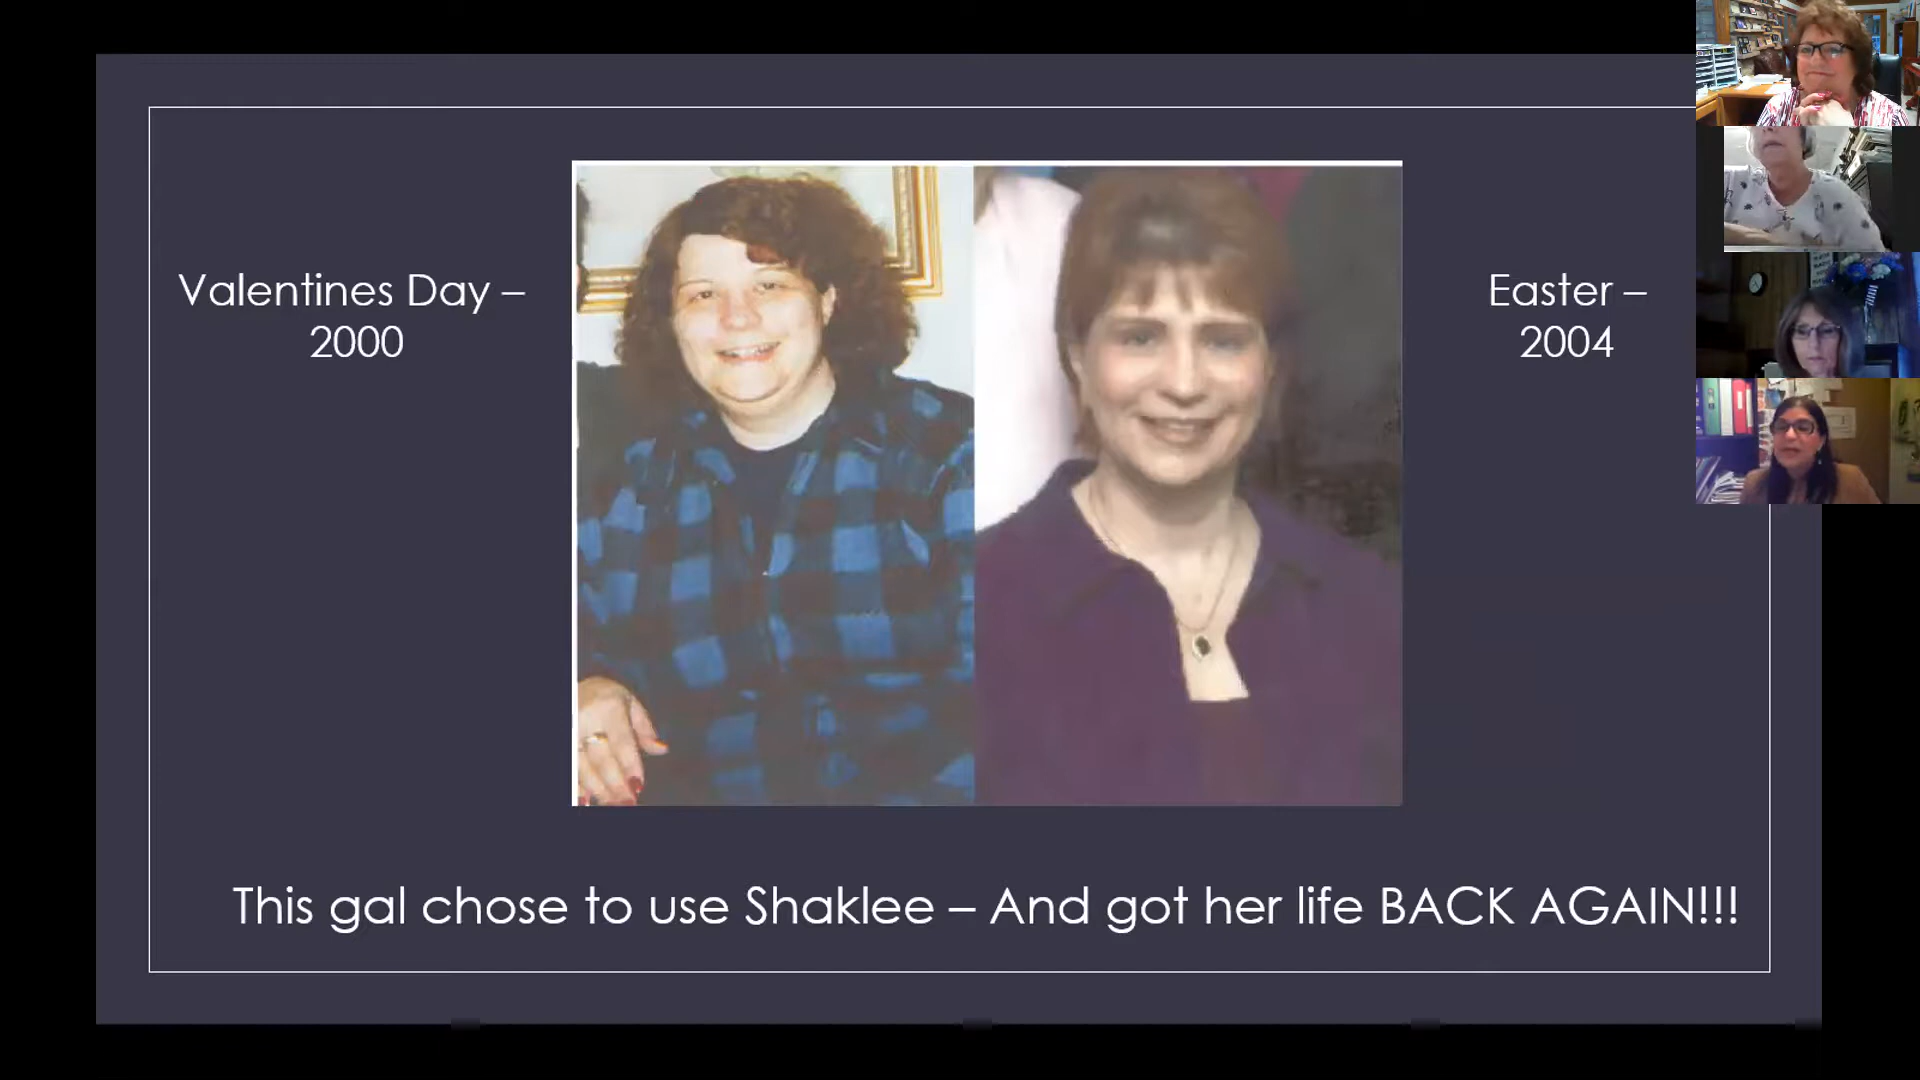 Valentines Day –
2000
Easter –
2004
This gal chose to use Shaklee – And got her life BACK AGAIN!!!